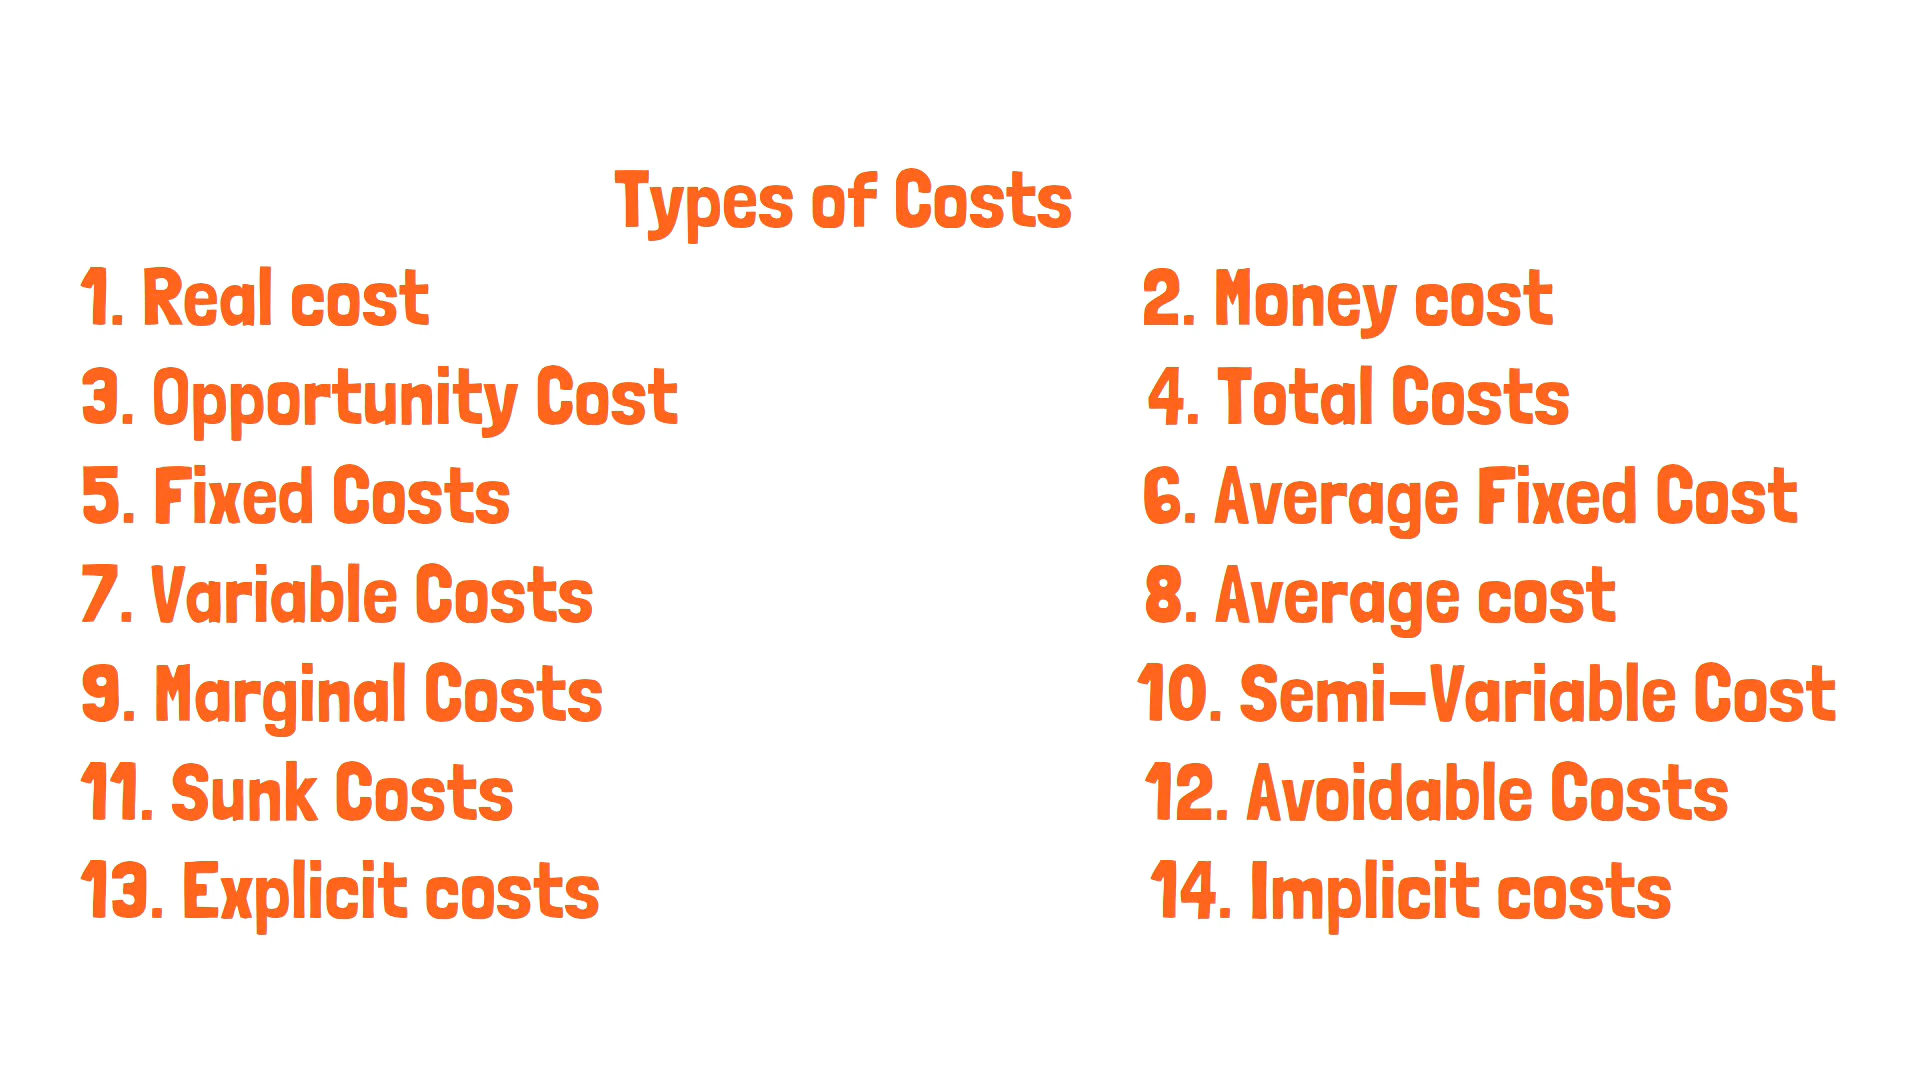 Types of Costs
1. Real cost 2. Money cost
3. Opportunity Cost 4. Total Costs
5. Fixed Costs 6. Average Fixed Cost
7. Variable Costs 8. Average cost
9. Marginal Costs 10. Semi-Variable Cost
11. Sunk Costs 12. Avoidable Costs
13. Explicit costs 14. Implicit costs